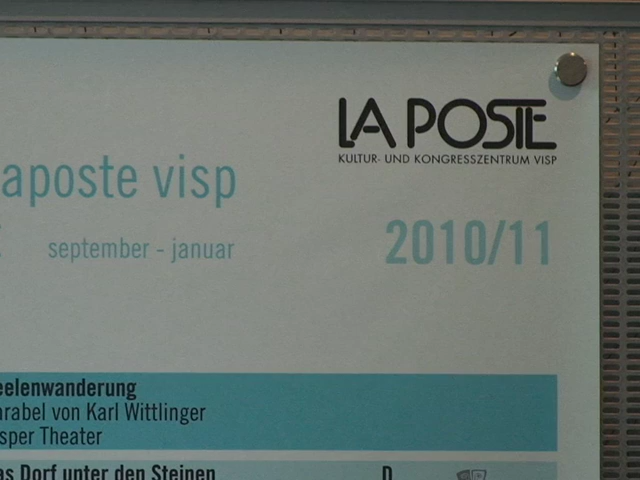 LA POSTE
KULTUR- UND KONGRESSZENTRUM VISP
aposte visp
september - januar
2010/11
eelenwanderung
arabel von Karl Wittlinger
sper Theater
as Dorf unter den Steinen D